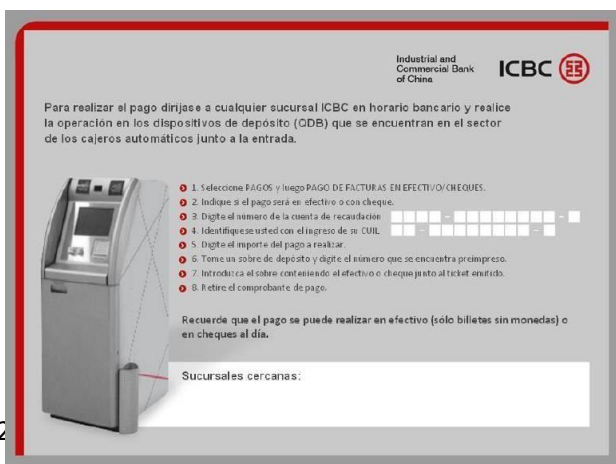 Industrial and
Commercial Bank
of China
ICBC
Para realizar el pago diríjase a cualquier sucursal ICBC en horario bancario y realice
la operación en los dispositivos de depósito (QDB) que se encuentran en el sector
de los cajeros automáticos junto a la entrada.
1. Seleccione PAGOS y luego PAGO DE FACTURAS EN EFECTIVO/CHEQUES.
2. Indique si el pago será en efectivo o con cheque.
3. Digite el número de la cuenta de recaudación
4. Identifiquese usted con el ingreso de su CUIL
5. Digite el importe del pago a realizar.
6. Tome un sobre de depósito y digite el número que se encuentra preimpreso.
7. Introduzca el sobre conteniendo el efectivo o cheque junto al ticket emitido.
8. Retire el comprobante de pago.
Recuerde que el pago se puede realizar en efectivo (sólo billetes sin monedas) o
en cheques al día.
Sucursales cercanas:
2